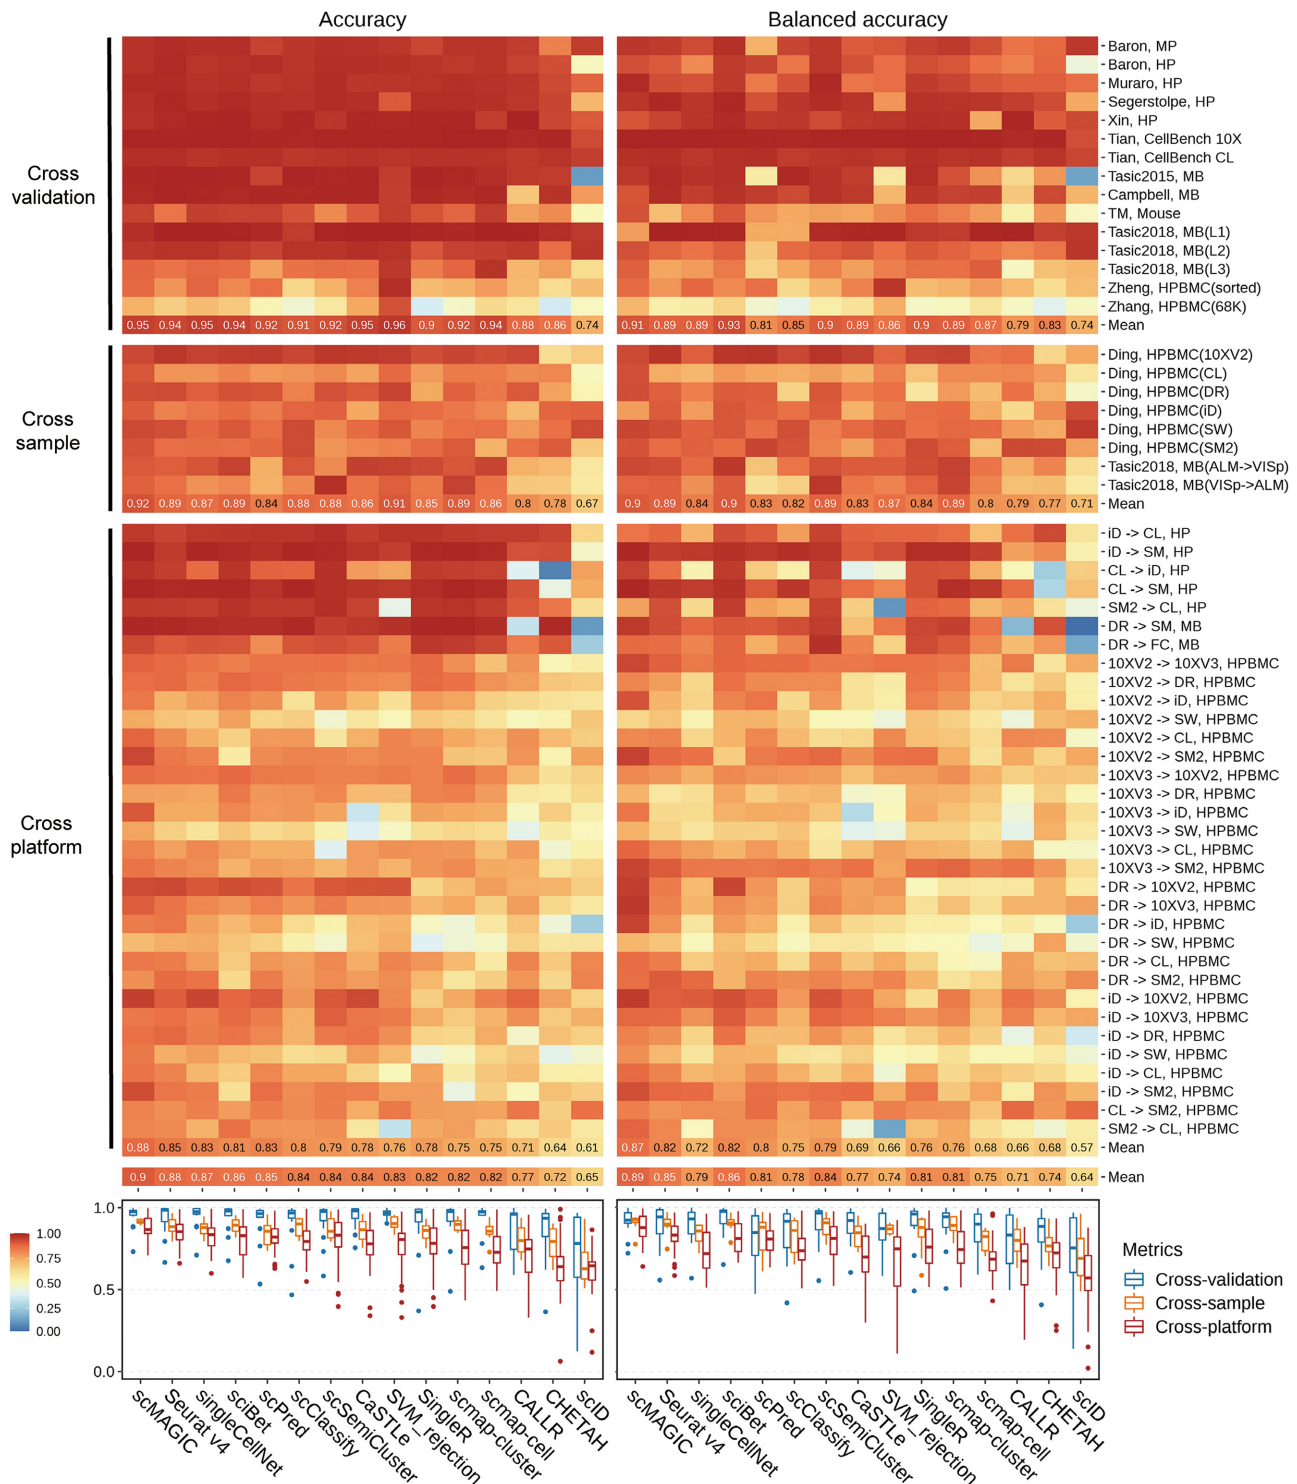 Accuracy
Balanced accuracy
Cross
validation
Baron, MP
Baron, HP
Muraro, HP
Segerstolpe, HP
Xin, HP
Tian, CellBench 10X
Tian, CellBench CL
Tasic2015, MB
Campbell, MB
TM, Mouse
Tasic2018, MB(L1)
Tasic2018, MB(L2)
Tasic2018, MB(L3)
Zheng, HPBMC(sorted)
Zhang, HPBMC(68K)
0.95 0.94 0.95 0.94 0.92 0.91 0.92 0.95 0.96 0.9 0.92 0.94 0.88 0.86 0.74 0.91 0.89 0.89 0.93 0.81 0.85 0.9 0.89 0.86 0.9 0.89 0.87 0.79 0.83 0.74 Mean
Cross
sample
Ding, HPBMC(10XV2)
Ding, HPBMC(CL)
Ding, HPBMC(DR)
Ding, HPBMC(iD)
Ding, HPBMC(SW)
Ding, HPBMC(SM2)
Tasic2018, MB(ALM->VISp)
Tasic2018, MB(VISp->ALM)
0.92 0.89 0.87 0.89 0.84 0.88 0.88 0.86 0.91 0.85 0.89 0.86 0.8 0.78 0.67 0.9 0.89 0.84 0.9 0.83 0.82 0.89 0.83 0.87 0.84 0.89 0.8 0.79 0.77 0.71 Mean
Cross
platform
iD -> CL, HP
iD -> SM, HP
CL -> iD, HP
CL -> SM, HP
SM2 -> CL, HP
DR -> SM, MB
DR -> FC, MB
10XV2 -> 10XV3, HPBMC
10XV2 -> DR, HPBMC
10XV2 -> iD, HPBMC
10XV2 -> SW, HPBMC
10XV2 -> CL, HPBMC
10XV2 -> SM2, HPBMC
10XV3 -> 10XV2, HPBMC
10XV3 -> DR, HPBMC
10XV3 -> iD, HPBMC
10XV3 -> SW, HPBMC
10XV3 -> CL, HPBMC
10XV3 -> SM2, HPBMC
DR -> 10XV2, HPBMC
DR -> 10XV3, HPBMC
DR -> iD, HPBMC
DR -> SW, HPBMC
DR -> CL, HPBMC
DR -> SM2, HPBMC
iD -> 10XV2, HPBMC
iD -> 10XV3, HPBMC
iD -> DR, HPBMC
iD -> SW, HPBMC
iD -> CL, HPBMC
iD -> SM2, HPBMC
CL -> SM2, HPBMC
SM2 -> CL, HPBMC
0.88 0.85 0.83 0.81 0.83 0.8 0.79 0.78 0.76 0.78 0.75 0.75 0.71 0.64 0.61 0.87 0.82 0.72 0.82 0.8 0.75 0.79 0.69 0.66 0.76 0.76 0.68 0.66 0.68 0.57 Mean
0.9 0.88 0.87 0.86 0.85 0.84 0.84 0.84 0.83 0.82 0.82 0.82 0.77 0.72 0.65 0.89 0.85 0.79 0.86 0.81 0.78 0.84 0.77 0.74 0.81 0.81 0.75 0.71 0.74 0.64 Mean
1.0
0.5
0.0
1.00
0.75
0.50
0.25
0.00
Metrics
Cross-validation
Cross-sample
Cross-platform
scMAGIC
Seurat v4
singleCellNet
sciBet
scPred
scClassify
scSemiCluster
CaSTLe
SVM_rejection
SingleR
scmap-cluster
scmap-cell
CALLR
CHETAH
scID
scMAGIC
Seurat v4
singleCellNet
sciBet
scPred
scClassify
scSemiCluster
CaSTLe
SVM_rejection
SingleR
scmap-cluster
scmap-cell
CALLR
CHETAH
scID